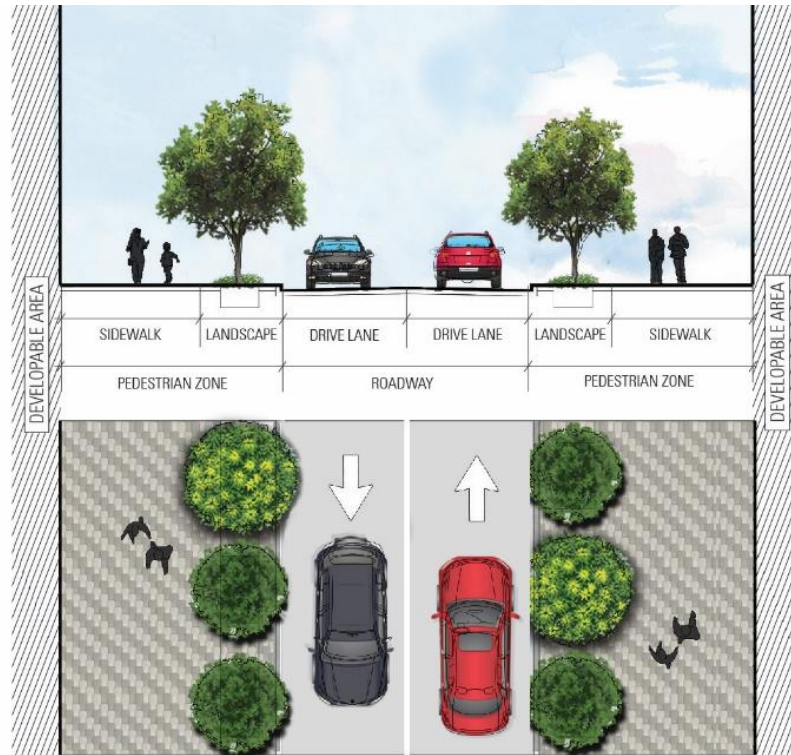 SIDEWALK
LANDSCAPE
DRIVE LANE
DRIVE LANE
LANDSCAPE
SIDEWALK
PEDESTRIAN ZONE
ROADWAY
PEDESTRIAN ZONE
DEVELOPABLE AREA
DEVELOPABLE AREA